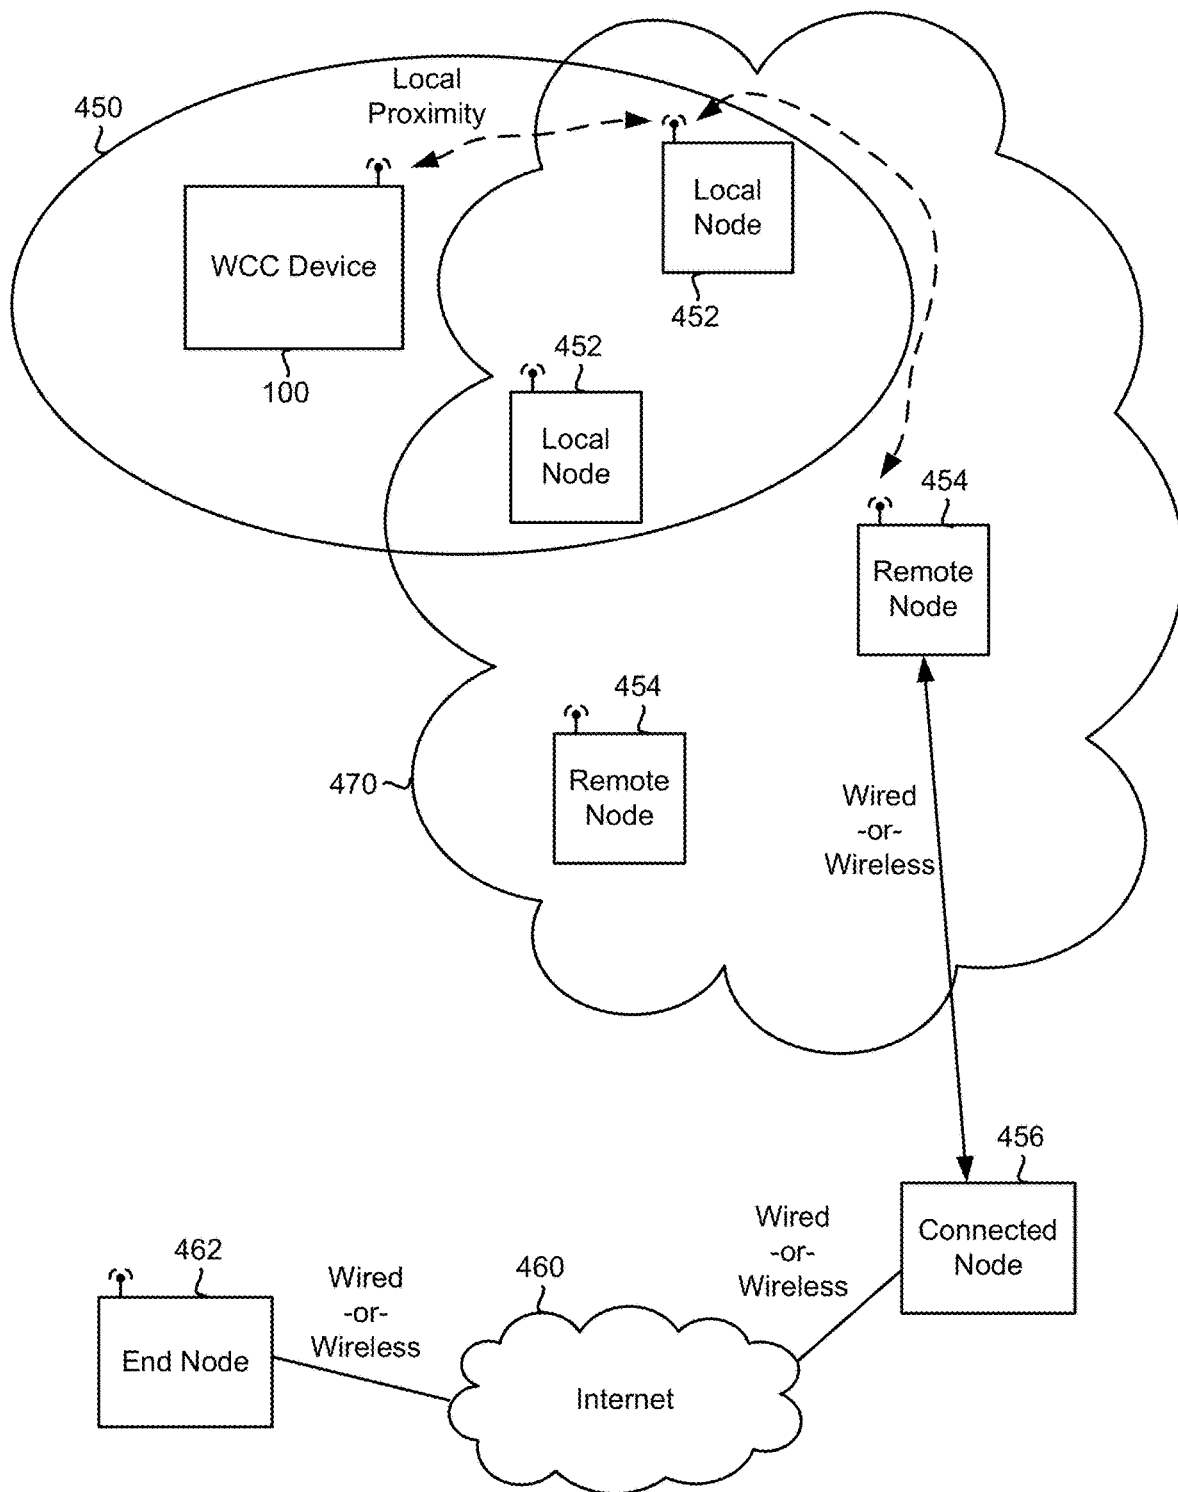 450
Local
Proximity
WCC Device
100
Local
Node
452
452
Local
Node
454
Remote
Node
454
Remote
Node
470
Wired
-or-
Wireless
456
Connected
Node
Wired
-or-
Wireless
462
End Node
Wired
-or-
Wireless
460
Internet